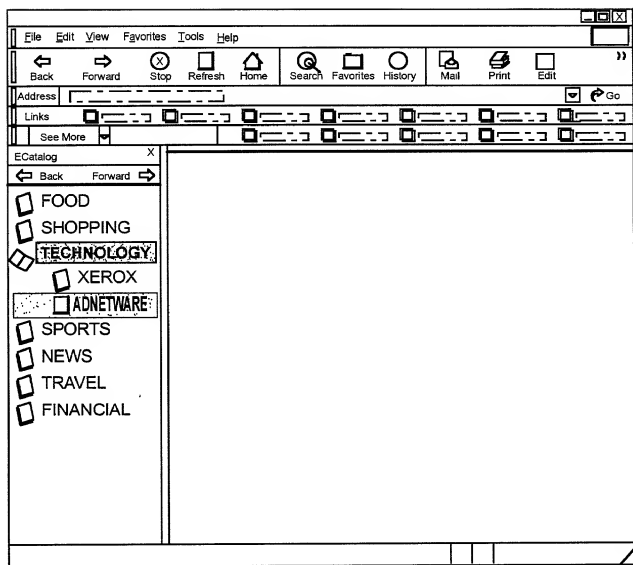 File Edit View Favorites Tools Help
Back Forward Stop Refresh Home Search Favorites History Mail Print Edit »
Address Go
Links
See More
ECatalog X
Back Forward
FOOD
SHOPPING
TECHNOLOGY
XEROX
ADNETWARE
SPORTS
NEWS
TRAVEL
FINANCIAL